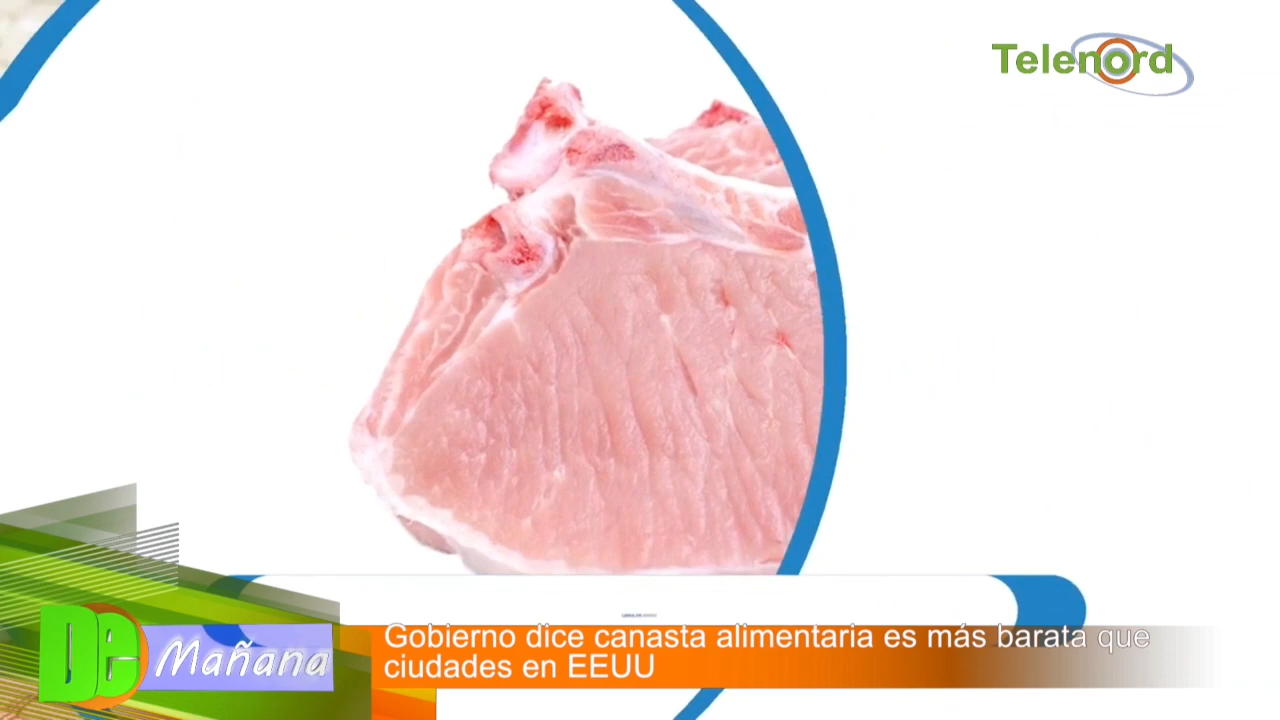 Telenord
De Mañana
Gobierno dice canasta alimentaria es más barata que
ciudades en EEUU